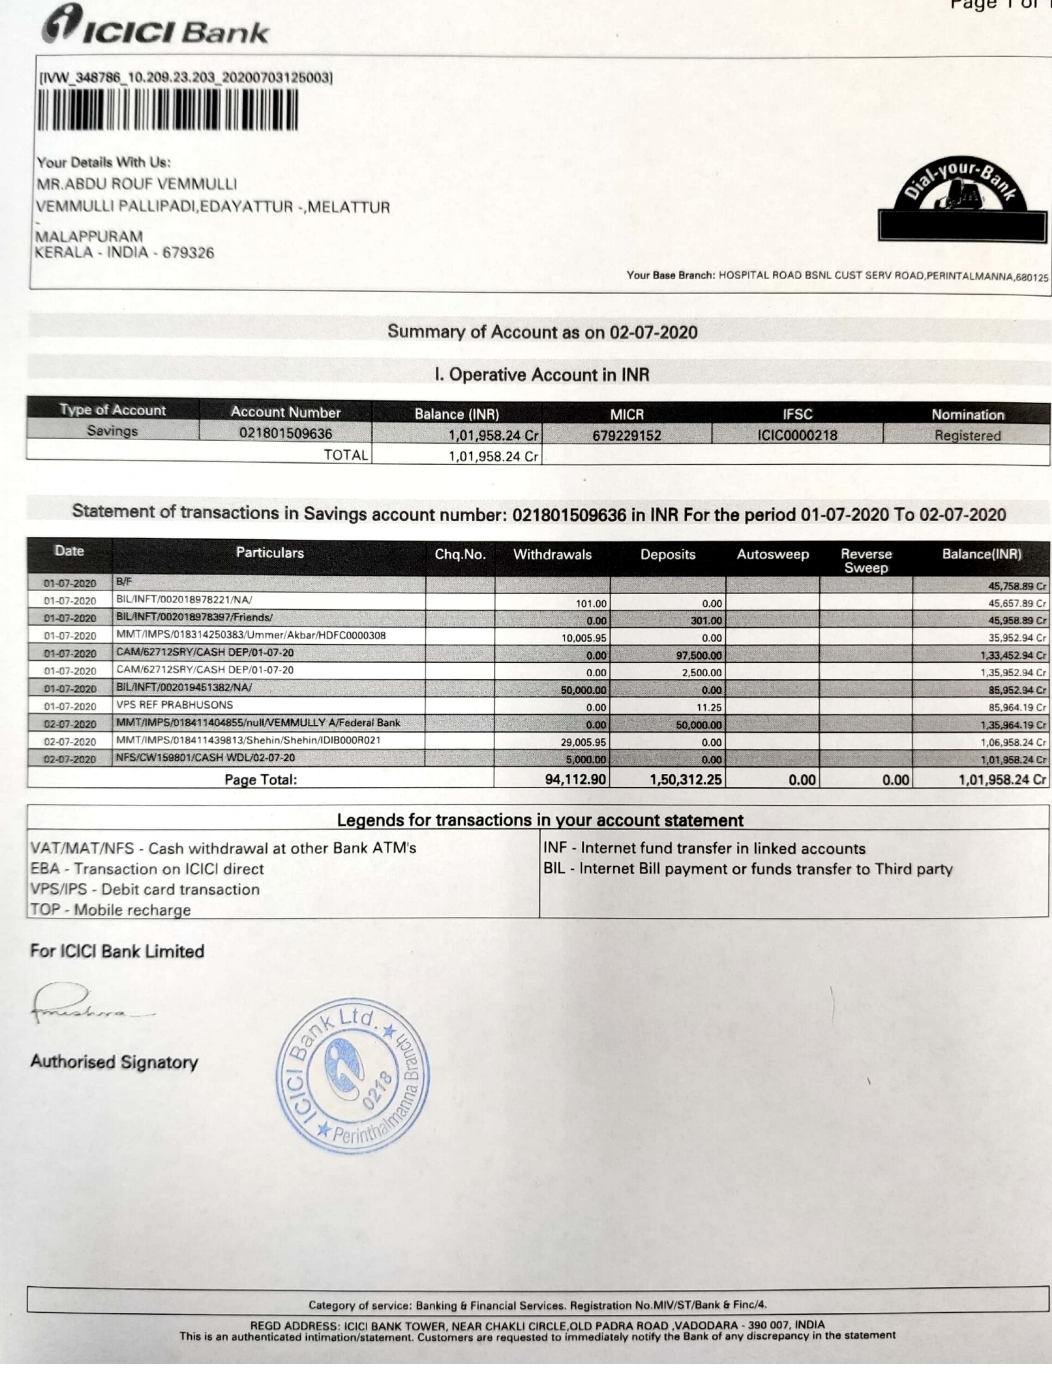 Page 1 of 1
ICICI Bank
[IVW_348786_10.209.23.203_20200703125003]
Your Details With Us:
MR.ABDU ROUF VEMMULLI
VEMMULLI PALLIPADI,EDAYATTUR -,MELATTUR
-
MALAPPURAM
KERALA - INDIA - 679326
Dial-your-Bank
Your Base Branch: HOSPITAL ROAD BSNL CUST SERV ROAD,PERINTALMANNA,680125
Summary of Account as on 02-07-2020
I. Operative Account in INR
Type of Account Account Number Balance (INR) MICR IFSC Nomination
Savings 021801509636 1,01,958.24 Cr 679229152 ICIC0000218 Registered
TOTAL 1,01,958.24 Cr
Statement of transactions in Savings account number: 021801509636 in INR For the period 01-07-2020 To 02-07-2020
Date Particulars Chq.No. Withdrawals Deposits Autosweep Reverse Sweep Balance(INR)
01-07-2020 B/F 45,758.89 Cr
01-07-2020 BIL/INFT/002018978221/NA/ 101.00 0.00 45,657.89 Cr
01-07-2020 BIL/INFT/002018978397/Friends/ 0.00 301.00 45,958.89 Cr
01-07-2020 MMT/IMPS/018314250383/Ummer/Akbar/HDFC0000308 10,005.95 0.00 35,952.94 Cr
01-07-2020 CAM/62712SRY/CASH DEP/01-07-20 0.00 97,500.00 1,33,452.94 Cr
01-07-2020 CAM/62712SRY/CASH DEP/01-07-20 0.00 2,500.00 1,35,952.94 Cr
01-07-2020 BIL/INFT/002019451382/NA/ 50,000.00 0.00 85,952.94 Cr
01-07-2020 VPS REF PRABHUSONS 0.00 11.25 85,964.19 Cr
02-07-2020 MMT/IMPS/018411404855/null/VEMMULLY A/Federal Bank 0.00 50,000.00 1,35,964.19 Cr
02-07-2020 MMT/IMPS/018411439813/Shehin/Shehin/IDIB000R021 29,005.95 0.00 1,06,958.24 Cr
02-07-2020 NFS/CW159801/CASH WDL/02-07-20 5,000.00 0.00 1,01,958.24 Cr
Page Total: 94,112.90 1,50,312.25 0.00 0.00 1,01,958.24 Cr
Legends for transactions in your account statement
VAT/MAT/NFS - Cash withdrawal at other Bank ATM's
EBA - Transaction on ICICI direct
VPS/IPS - Debit card transaction
TOP - Mobile recharge
INF - Internet fund transfer in linked accounts
BIL - Internet Bill payment or funds transfer to Third party
For ICICI Bank Limited
Authorised Signatory
ICICI Bank Ltd. ★ Perinthalmanna Branch ★
0218
Category of service: Banking & Financial Services. Registration No.MIV/ST/Bank & Finc/4.
REGD ADDRESS: ICICI BANK TOWER, NEAR CHAKLI CIRCLE,OLD PADRA ROAD ,VADODARA - 390 007, INDIA
This is an authenticated intimation/statement. Customers are requested to immediately notify the Bank of any discrepancy in the statement